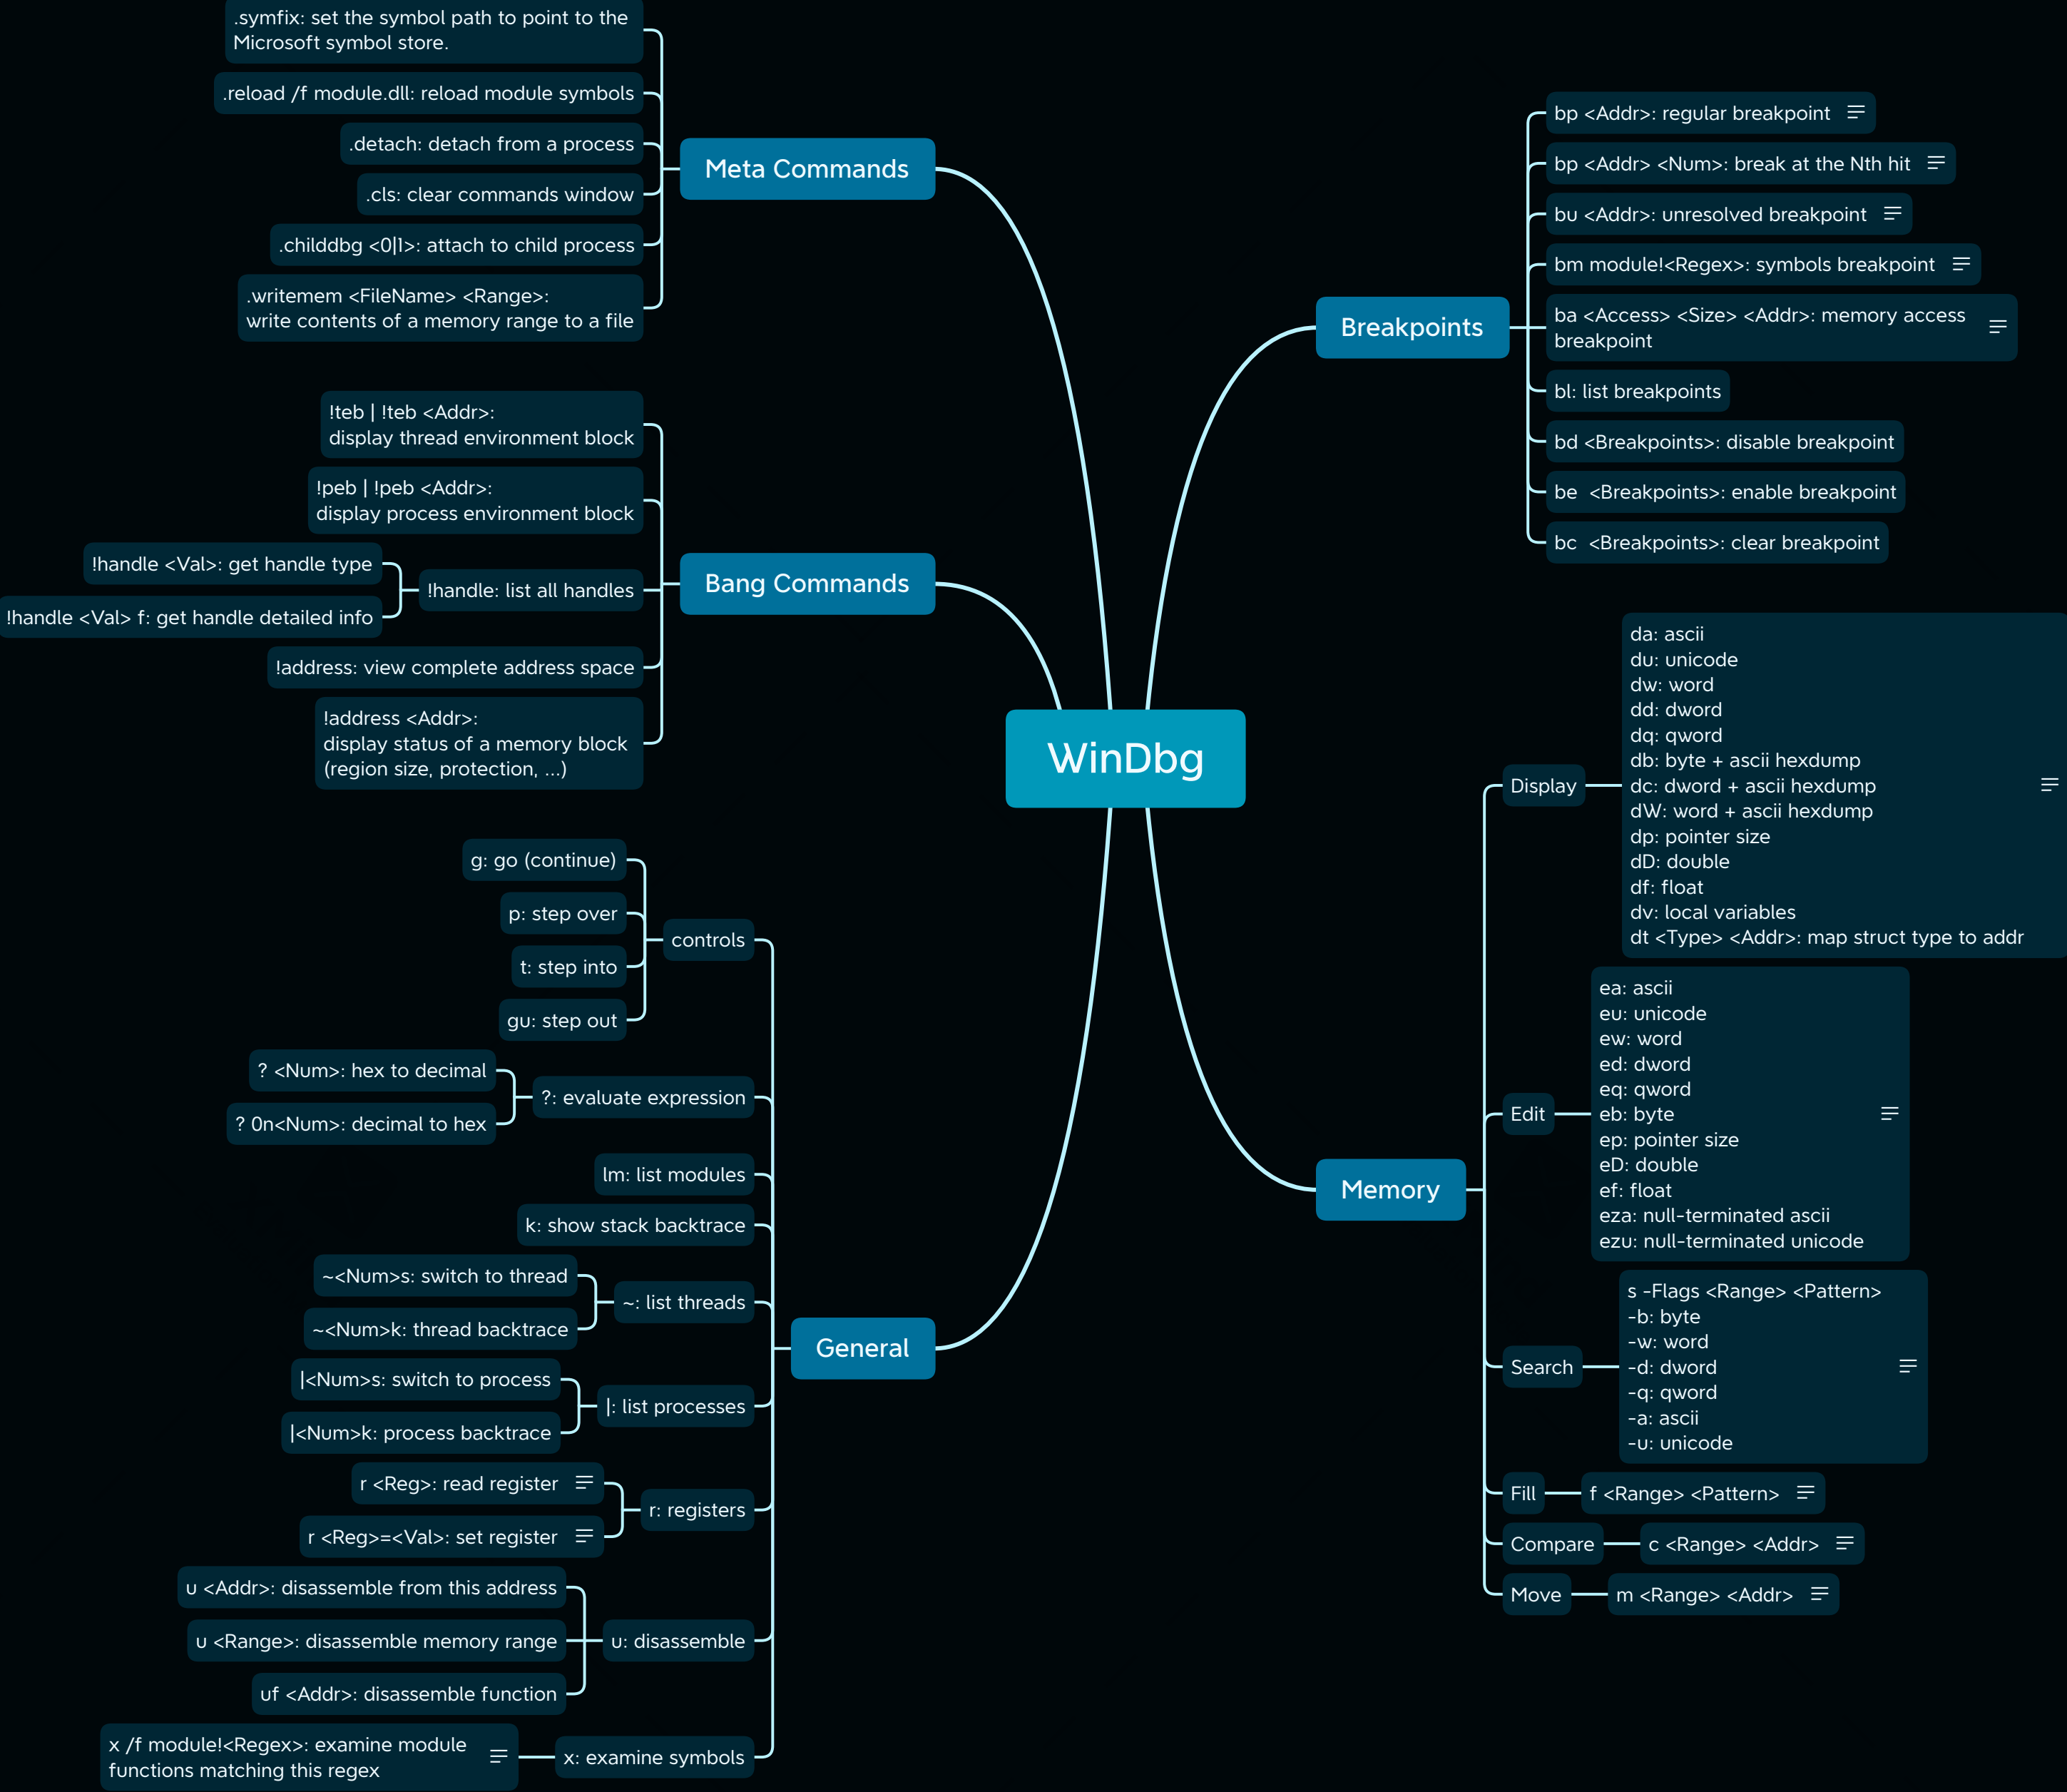 WinDbg
Meta Commands
.symfix: set the symbol path to point to the
Microsoft symbol store.
.reload /f module.dll: reload module symbols
.detach: detach from a process
.cls: clear commands window
.childdbg <0|1>: attach to child process
.writemem <FileName> <Range>:
write contents of a memory range to a file
Bang Commands
!teb | !teb <Addr>:
display thread environment block
!peb | !peb <Addr>:
display process environment block
!handle: list all handles
!handle <Val>: get handle type
!handle <Val> f: get handle detailed info
!address: view complete address space
!address <Addr>:
display status of a memory block
(region size, protection, ...)
General
controls
g: go (continue)
p: step over
t: step into
gu: step out
?: evaluate expression
? <Num>: hex to decimal
? 0n<Num>: decimal to hex
lm: list modules
k: show stack backtrace
~: list threads
~<Num>s: switch to thread
~<Num>k: thread backtrace
|: list processes
|<Num>s: switch to process
|<Num>k: process backtrace
r: registers
r <Reg>: read register
r <Reg>=<Val>: set register
u: disassemble
u <Addr>: disassemble from this address
u <Range>: disassemble memory range
uf <Addr>: disassemble function
x: examine symbols
x /f module!<Regex>: examine module
functions matching this regex
Breakpoints
bp <Addr>: regular breakpoint
bp <Addr> <Num>: break at the Nth hit
bu <Addr>: unresolved breakpoint
bm module!<Regex>: symbols breakpoint
ba <Access> <Size> <Addr>: memory access
breakpoint
bl: list breakpoints
bd <Breakpoints>: disable breakpoint
be  <Breakpoints>: enable breakpoint
bc  <Breakpoints>: clear breakpoint
Memory
Display
da: ascii
du: unicode
dw: word
dd: dword
dq: qword
db: byte + ascii hexdump
dc: dword + ascii hexdump
dW: word + ascii hexdump
dp: pointer size
dD: double
df: float
dv: local variables
dt <Type> <Addr>: map struct type to addr
Edit
ea: ascii
eu: unicode
ew: word
ed: dword
eq: qword
eb: byte
ep: pointer size
eD: double
ef: float
eza: null-terminated ascii
ezu: null-terminated unicode
Search
s -Flags <Range> <Pattern>
-b: byte
-w: word
-d: dword
-q: qword
-a: ascii
-u: unicode
Fill
f <Range> <Pattern>
Compare
c <Range> <Addr>
Move
m <Range> <Addr>